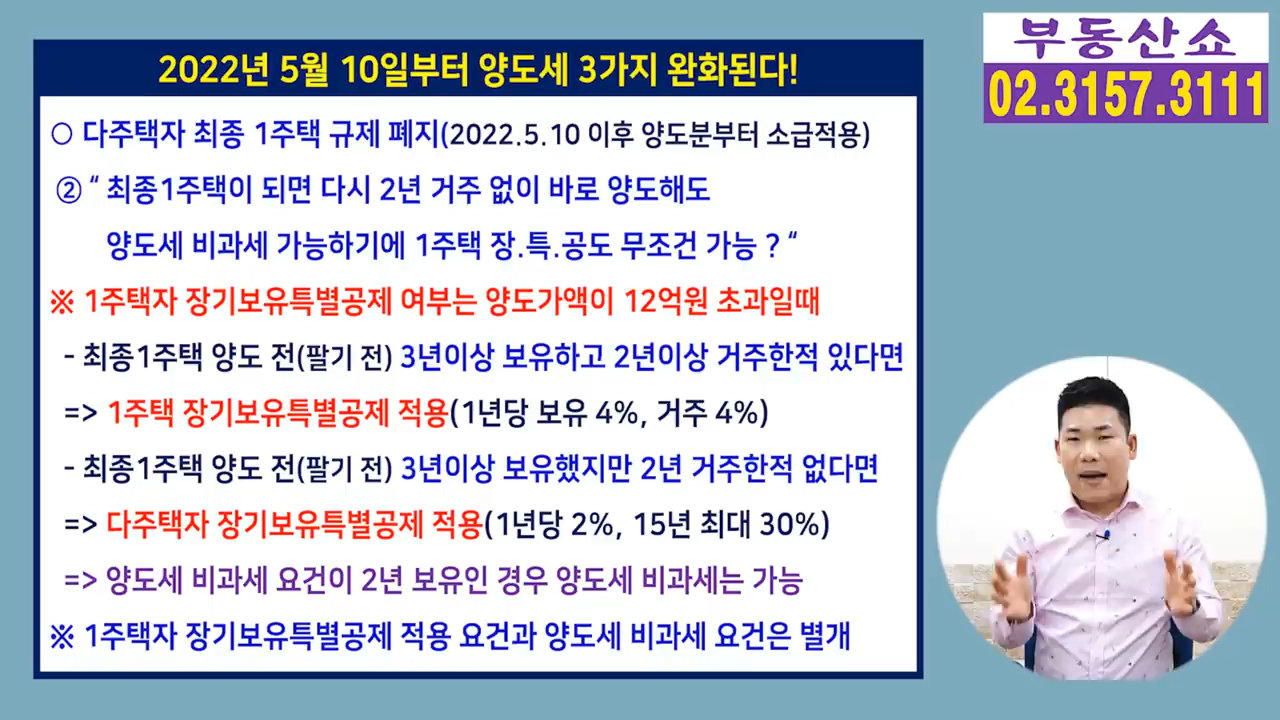 부동산쇼
02.3157.3111
2022년 5월 10일부터 양도세 3가지 완화된다!
○ 다주택자 최종 1주택 규제 폐지(2022.5.10 이후 양도분부터 소급적용)
② “ 최종1주택이 되면 다시 2년 거주 없이 바로 양도해도
양도세 비과세 가능하기에 1주택 장.특.공도 무조건 가능 ? “
※ 1주택자 장기보유특별공제 여부는 양도가액이 12억원 초과일때
- 최종1주택 양도 전(팔기 전) 3년이상 보유하고 2년이상 거주한적 있다면
=> 1주택 장기보유특별공제 적용(1년당 보유 4%, 거주 4%)
- 최종1주택 양도 전(팔기 전) 3년이상 보유했지만 2년 거주한적 없다면
=> 다주택자 장기보유특별공제 적용(1년당 2%, 15년 최대 30%)
=> 양도세 비과세 요건이 2년 보유인 경우 양도세 비과세는 가능
※ 1주택자 장기보유특별공제 적용 요건과 양도세 비과세 요건은 별개